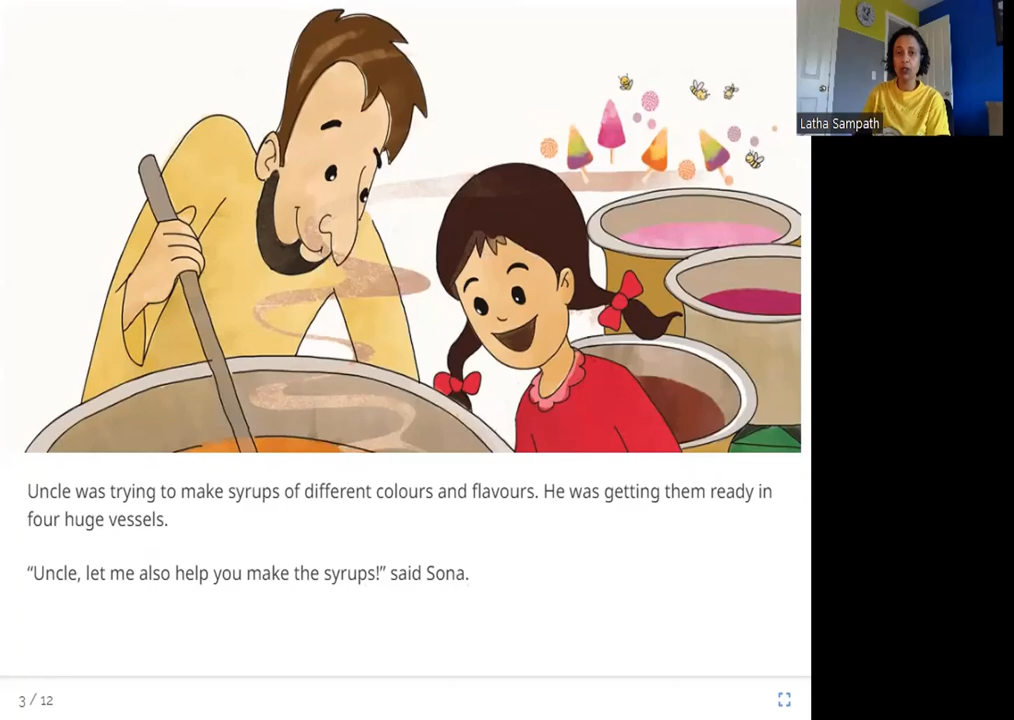 Latha Sampath
Uncle was trying to make syrups of different colours and flavours. He was getting them ready in
four huge vessels.
“Uncle, let me also help you make the syrups!” said Sona.
3 / 12